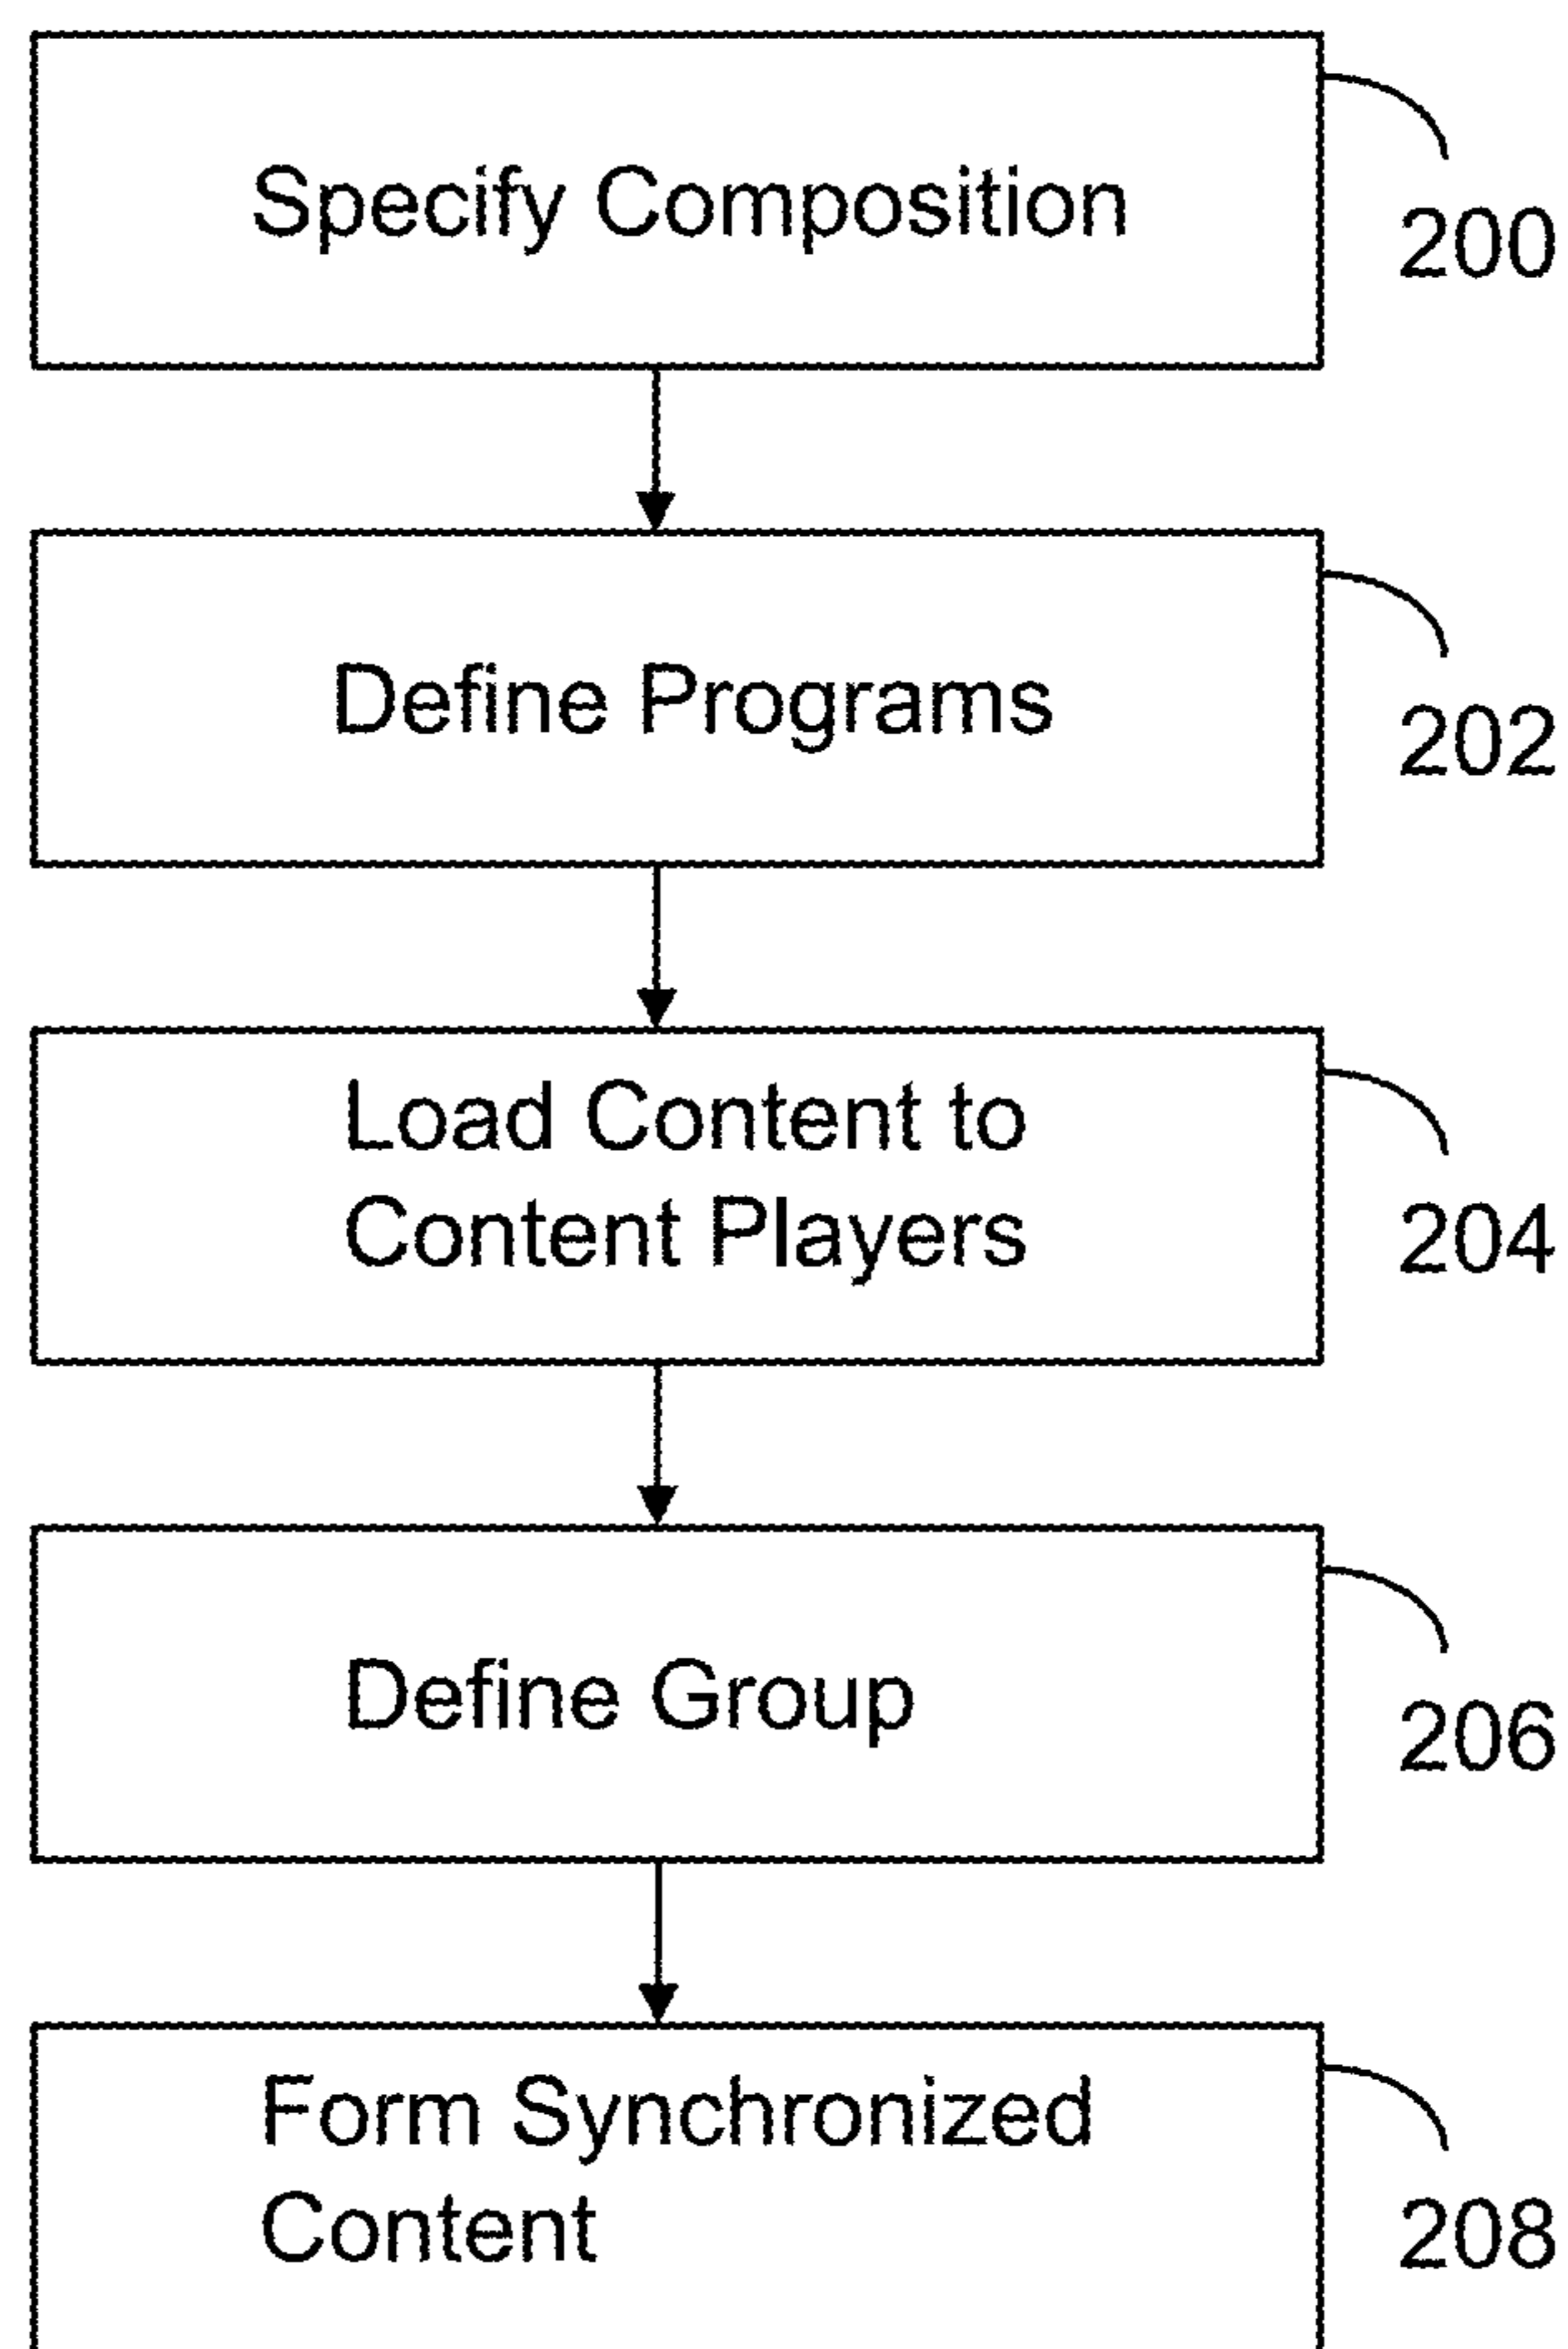 Specify Composition
200
Define Programs
202
Load Content to
Content Players
204
Define Group
206
Form Synchronized
Content
208